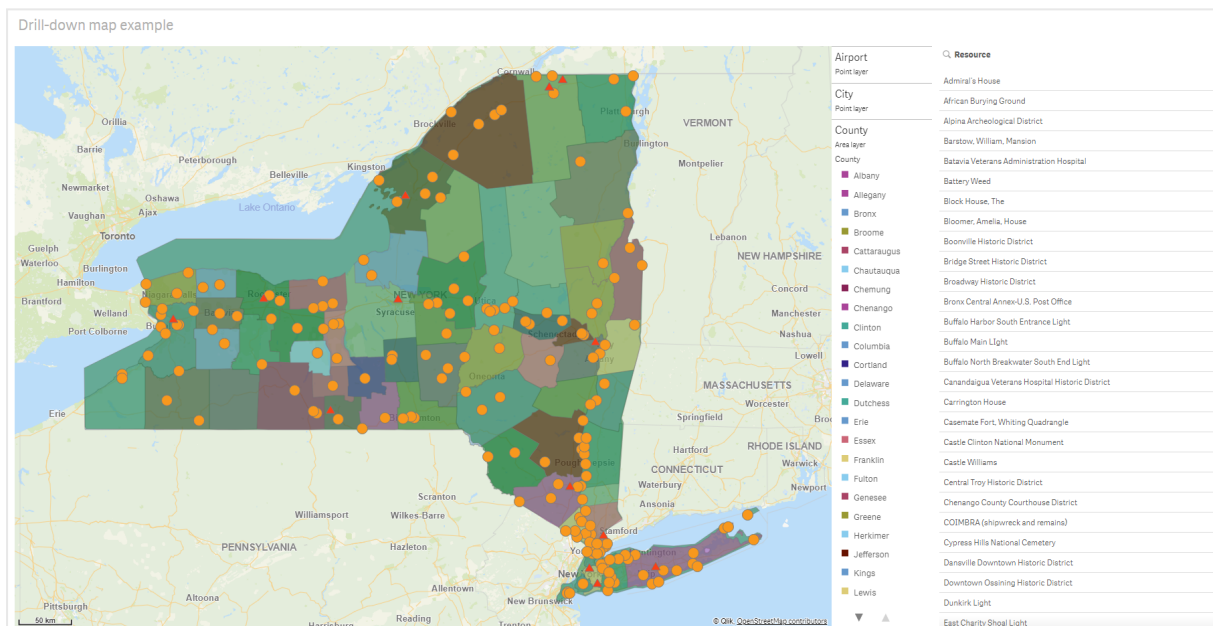 Drill-down map example
Cornwall
Orillia
Brockville
VERMONT
Barrie
Peterborough
Kingston
Burlington
Montpelier
Belleville
Newmarket
Oshawa
Vaughan
Ajax
Lake Ontario
Toronto
Lebanon
Guelph
Waterloo
Burlington
NEW HAMPSHIRE
Hamilton
Brantford
Concord
NEW YORK
Utica
Welland
Syracuse
Manchester
Port Colborne
Nashua
Lowell
Oneonta
MASSACHUSETTS
Worcester
Erie
Springfield
RHODE ISLAND
Hartford
Warwick
CONNECTICUT
Waterbury
Newport
Scranton
Ansonia
Williamsport
Wilkes-Barre
Stamford
PENNSYLVANIA
Hazleton
Allentown
Altoona
New Brunswick
Pittsburgh
Reading
Harrisburg
Trenton
50 km
© Qlik, OpenStreetMap contributors
Airport
Point layer
City
Point layer
County
Area layer
County
Albany
Allegany
Bronx
Broome
Cattaraugus
Chautauqua
Chemung
Chenango
Clinton
Columbia
Cortland
Delaware
Dutchess
Erie
Essex
Franklin
Fulton
Genesee
Greene
Herkimer
Jefferson
Kings
Lewis
Resource
Admiral's House
African Burying Ground
Alpina Archeological District
Barstow, William, Mansion
Batavia Veterans Administration Hospital
Battery Weed
Block House, The
Bloomer, Amelia, House
Boonville Historic District
Bridge Street Historic District
Broadway Historic District
Bronx Central Annex-U.S. Post Office
Buffalo Harbor South Entrance Light
Buffalo Main LIght
Buffalo North Breakwater South End Light
Canandaigua Veterans Hospital Historic District
Carrington House
Casemate Fort, Whiting Quadrangle
Castle Clinton National Monument
Castle Williams
Central Troy Historic District
Chenango County Courthouse District
COIMBRA (shipwreck and remains)
Cypress Hills National Cemetery
Dansville Downtown Historic District
Downtown Ossining Historic District
Dunkirk Light
East Charity Shoal Light